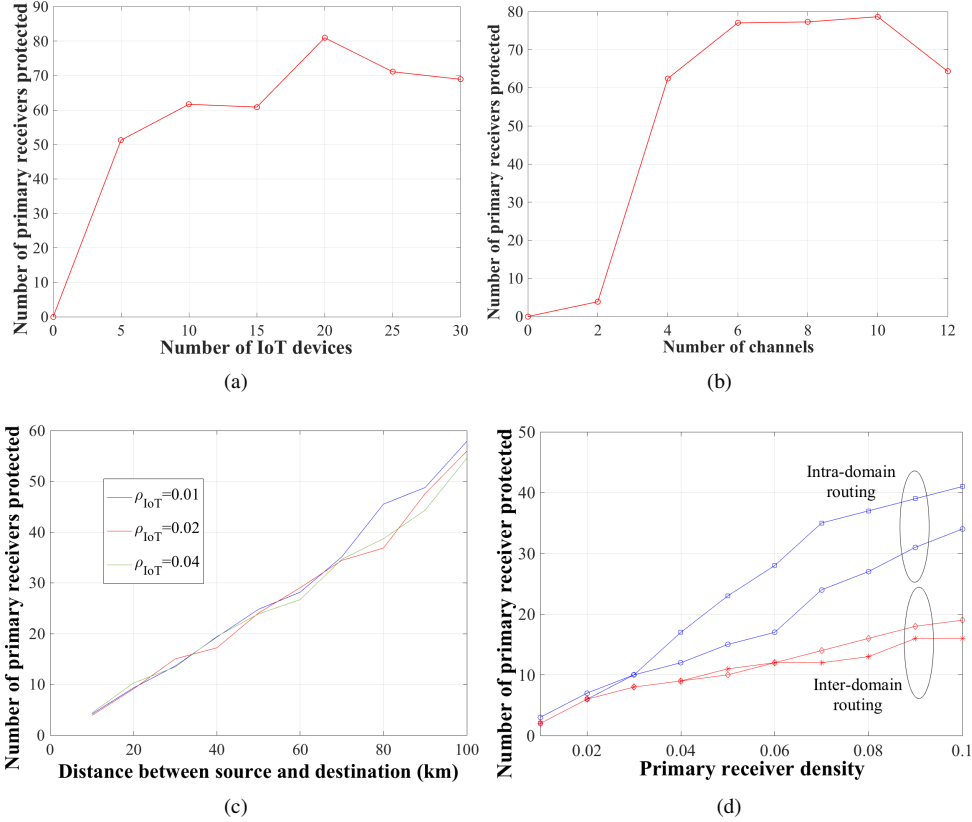 Number of primary receivers protected
90
80
70
60
50
40
30
20
10
0
0 5 10 15 20 25 30
Number of IoT devices
(a)
Number of primary receivers protected
80
70
60
50
40
30
20
10
0
0 2 4 6 8 10 12
Number of channels
(b)
Number of primary receivers protected
60
50
40
30
20
10
0
ρIoT=0.01
ρIoT=0.02
ρIoT=0.04
0 20 40 60 80 100
Distance between source and destination (km)
(c)
Number of primary receiver protected
50
40
30
20
10
0
Intra-domain
routing
Inter-domain
routing
0.02 0.04 0.06 0.08 0.1
Primary receiver density
(d)